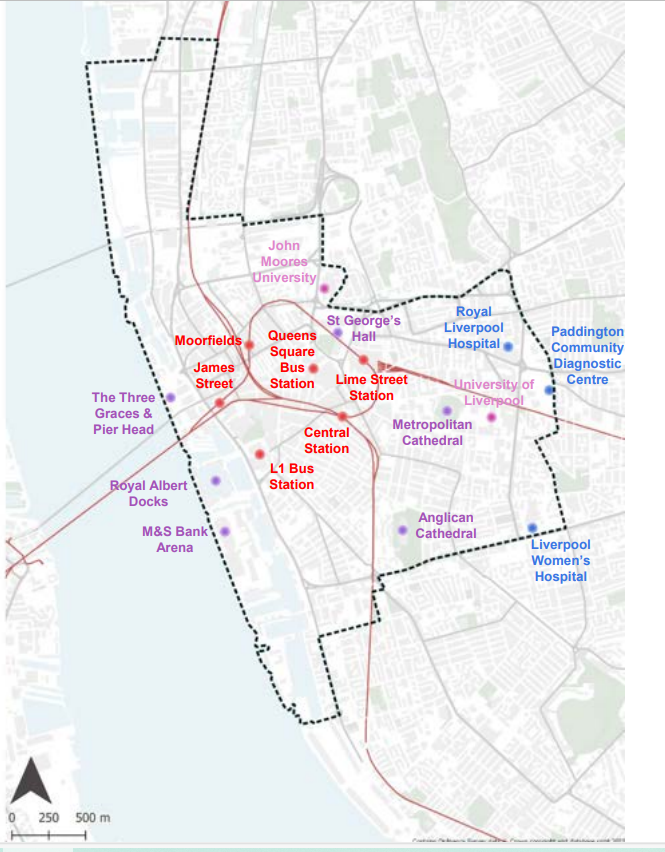 John
Moores
University
St George's
Hall
Royal
Liverpool
Hospital
Paddington
Community
Diagnostic
Centre
Moorfields
Queens
Square
Bus
Station
James
Street
Lime Street
Station
University of
Liverpool
The Three
Graces &
Pier Head
Metropolitan
Cathedral
Central
Station
L1 Bus
Station
Royal Albert
Docks
M&S Bank
Arena
Anglican
Cathedral
Liverpool
Women's
Hospital
0 250 500 m